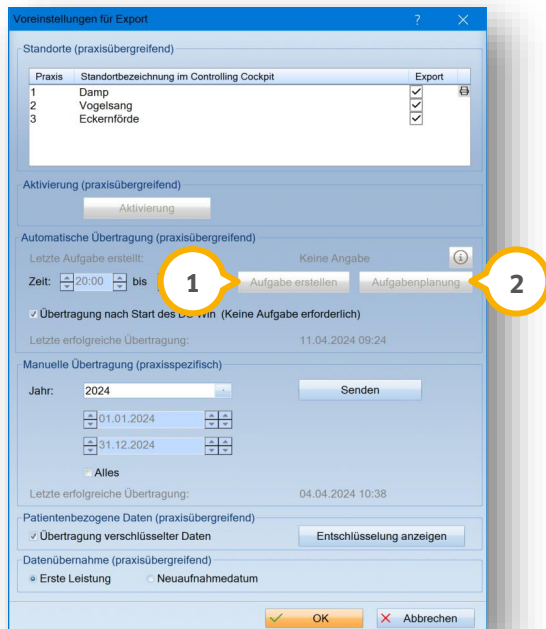 Voreinstellungen für Export ?
Standorte (praxisübergreifend)
Praxis Standortbezeichnung im Controlling Cockpit Export
1 Damp
2 Vogelsang
3 Eckernförde
Aktivierung (praxisübergreifend)
Aktivierung
Automatische Übertragung (praxisübergreifend)
Letzte Aufgabe erstellt: Keine Angabe
Zeit: 20:00 bis 1 Aufgabe erstellen Aufgabenplanung 2
Übertragung nach Start des DS-Win (Keine Aufgabe erforderlich)
Letzte erfolgreiche Übertragung: 11.04.2024 09:24
Manuelle Übertragung (praxisspezifisch)
Jahr: 2024 Senden
01.01.2024
31.12.2024
Alles
Letzte erfolgreiche Übertragung: 04.04.2024 10:38
Patientenbezogene Daten (praxisübergreifend)
Übertragung verschlüsselter Daten Entschlüsselung anzeigen
Datenübernahme (praxisübergreifend)
Erste Leistung Neuaufnahmedatum
OK Abbrechen